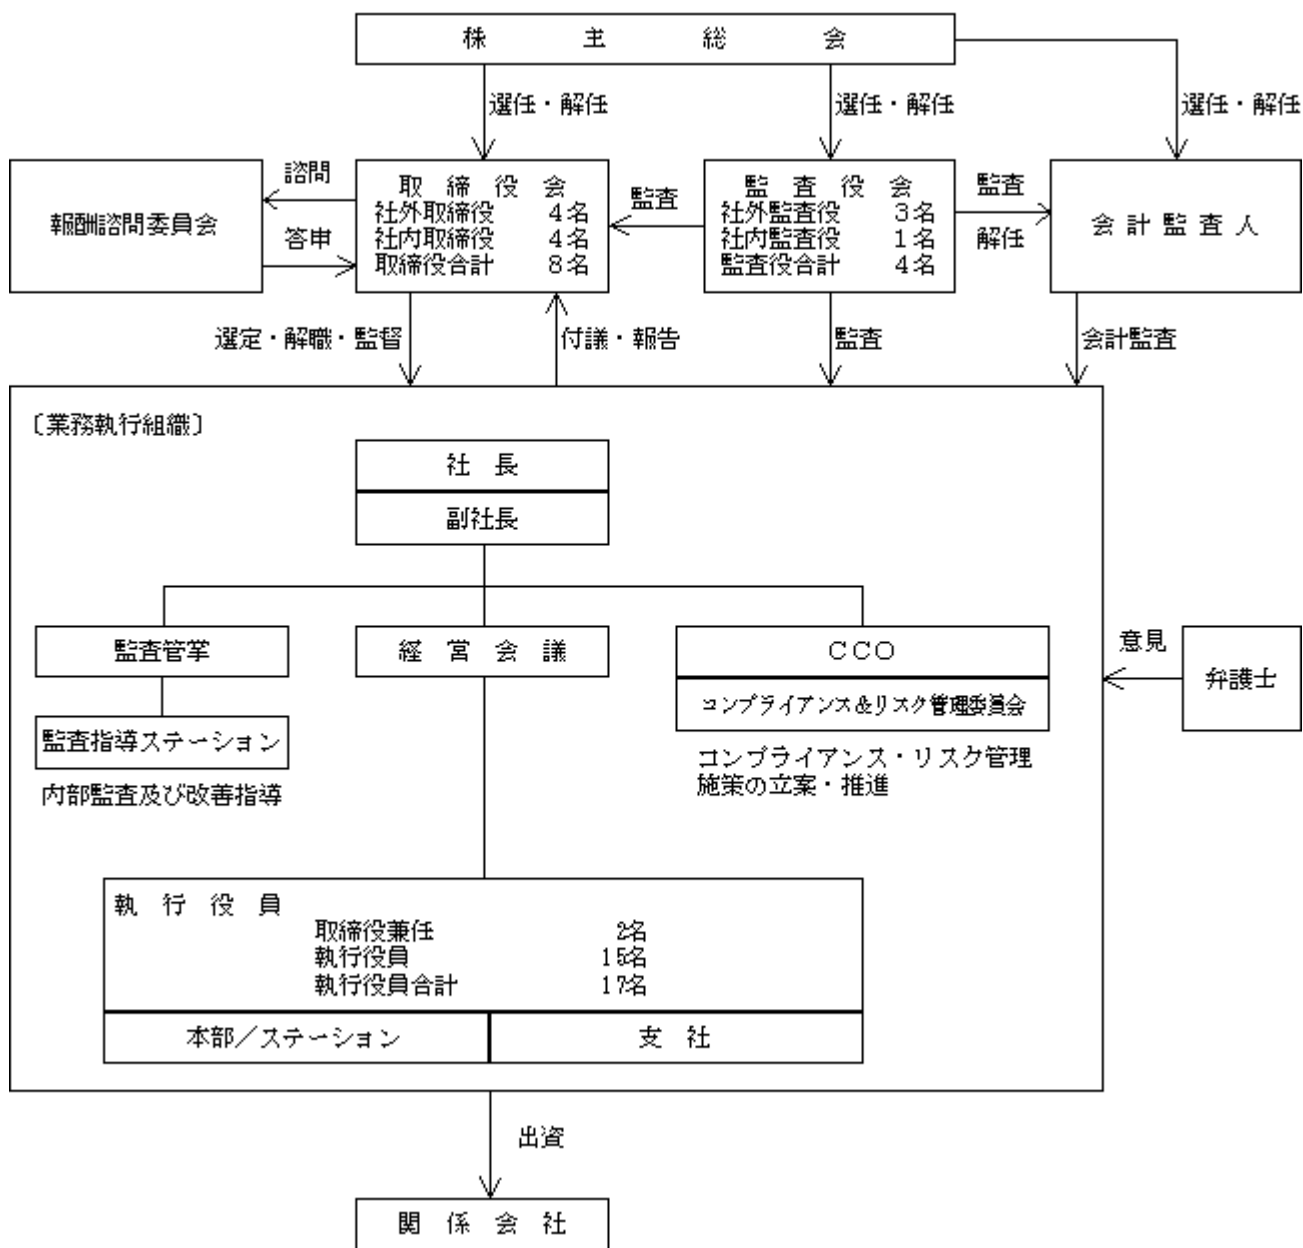 株主総会
選任・解任
選任・解任
選任・解任
報酬諮問委員会
諮問
答申
取締役会
社外取締役 4名
社内取締役 4名
取締役合計 8名
監査
監査役会
社外監査役 3名
社内監査役 1名
監査役合計 4名
監査
解任
会計監査人
選定・解職・監督
付議・報告
監査
会計監査
〔業務執行組織〕
社長
副社長
監査管掌
監査指導ステーション
内部監査及び改善指導
経営会議
CCO
コンプライアンス&リスク管理委員会
コンプライアンス・リスク管理
施策の立案・推進
意見
弁護士
執行役員
取締役兼任 2名
執行役員 15名
執行役員合計 17名
本部/ステーション
支社
出資
関係会社